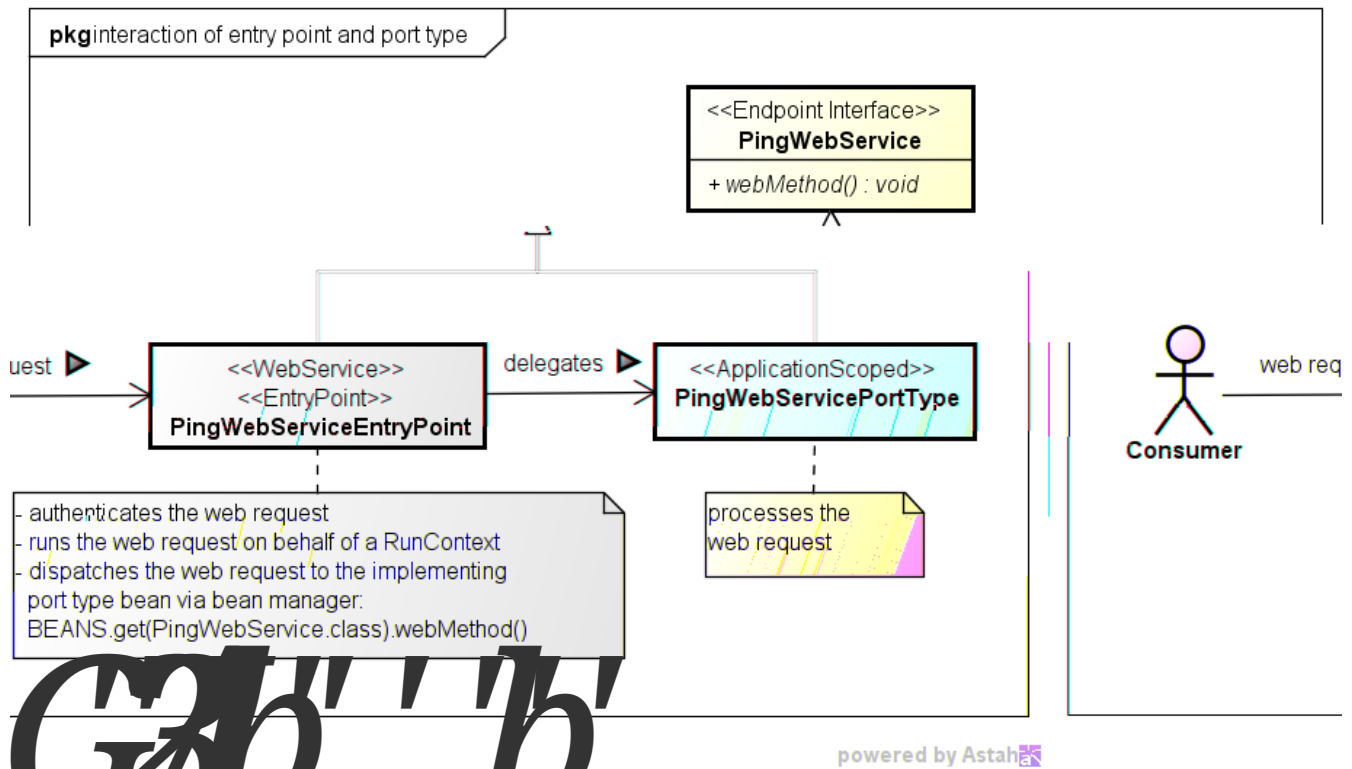 pkg interaction of entry point and port type
<<Endpoint Interface>>
PingWebService
+ webMethod() : void
uest
<<WebService>>
<<EntryPoint>>
PingWebServiceEntryPoint
delegates
<<ApplicationScoped>>
PingWebServicePortType
web req
Consumer
- authenticates the web request
- runs the web request on behalf of a RunContext
- dispatches the web request to the implementing
port type bean via bean manager:
BEANS.get(PingWebService.class).webMethod()
processes the
web request
powered by Astah